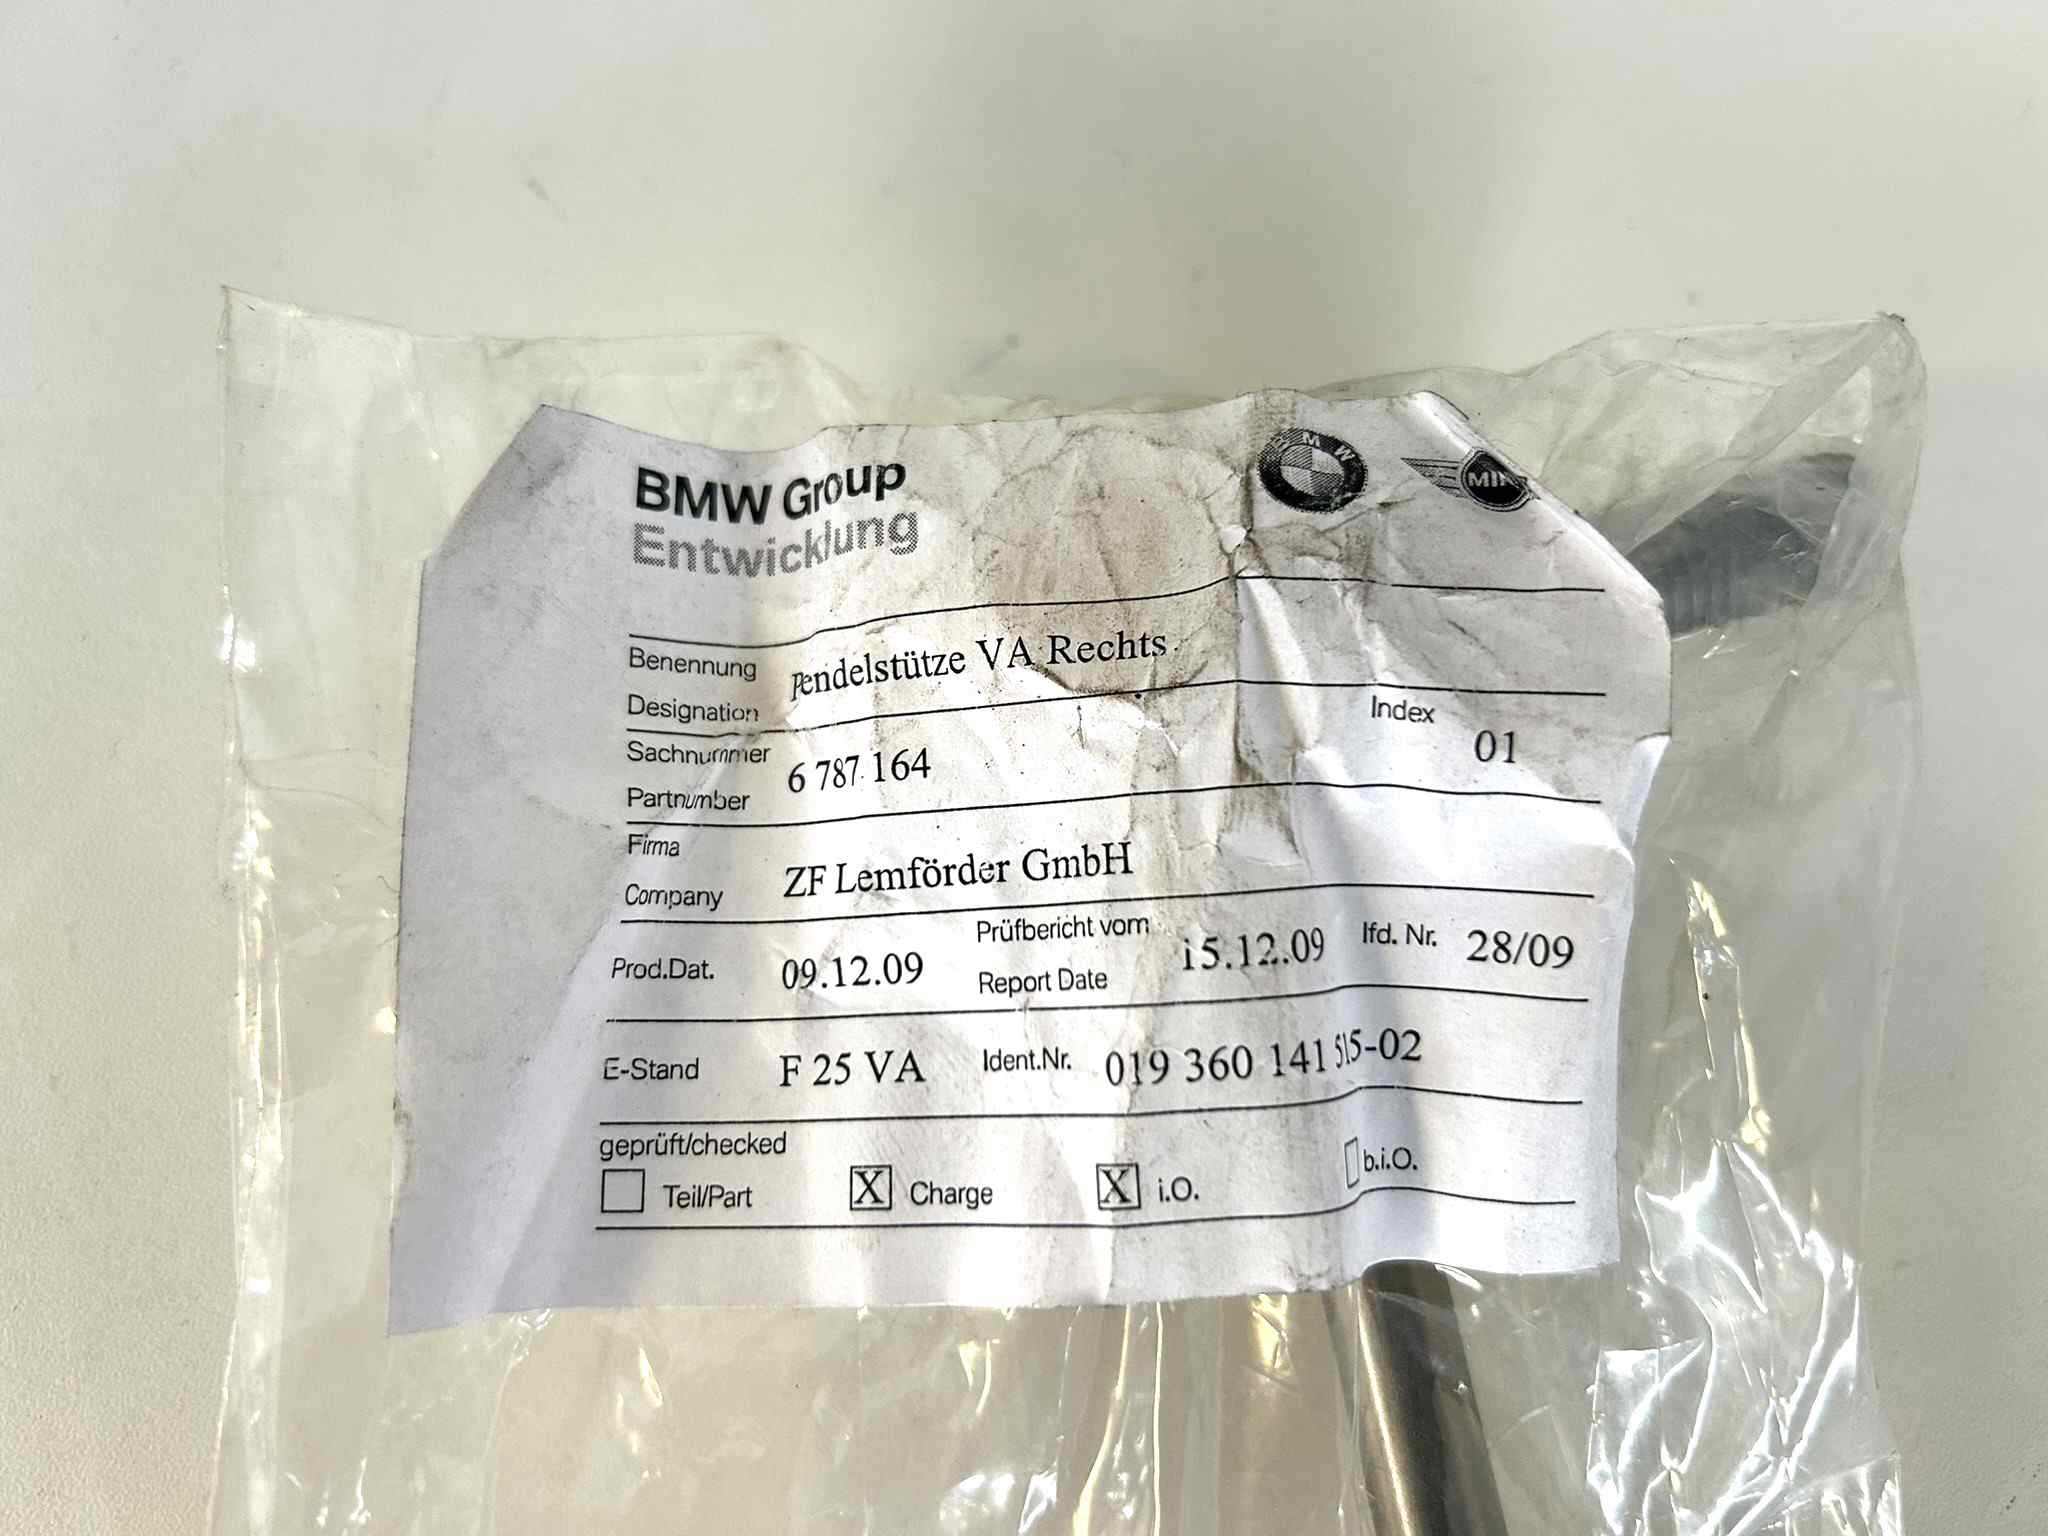 BMW Group
Entwicklung
BMW
MINI
Benennung
Designation
Pendelstütze VA Rechts
Sachnummer
Partnumber
6 787 164
Index
01
Firma
Company
ZF Lemförder GmbH
Prod.Dat.
09.12.09
Prüfbericht vom
Report Date
15.12.09
lfd. Nr.
28/09
E-Stand
F 25 VA
Ident.Nr.
019 360 141 515-02
geprüft/checked
Teil/Part
X Charge
X i.O.
b.i.O.